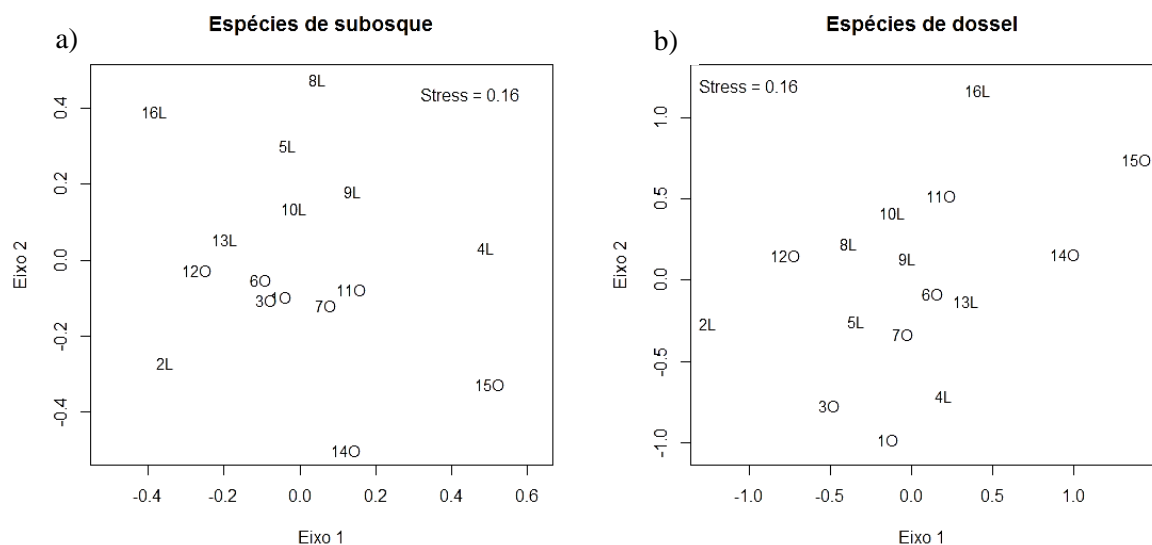 Espécies de subosque
a)
Stress = 0.16
8L
16L
5L
9L
10L
13L
4L
12O
6O
3O
1O
11O
7O
2L
15O
14O
0.4
0.2
0.0
-0.2
-0.4
Eixo 2
-0.4 -0.2 0.0 0.2 0.4 0.6
Eixo 1
Espécies de dossel
b)
Stress = 0.16
16L
15O
11O
10L
8L
12O
9L
14O
6O
13L
2L
5L
7O
3O
4L
1O
1.0
0.5
0.0
-0.5
-1.0
Eixo 2
-1.0 -0.5 0.0 0.5 1.0
Eixo 1